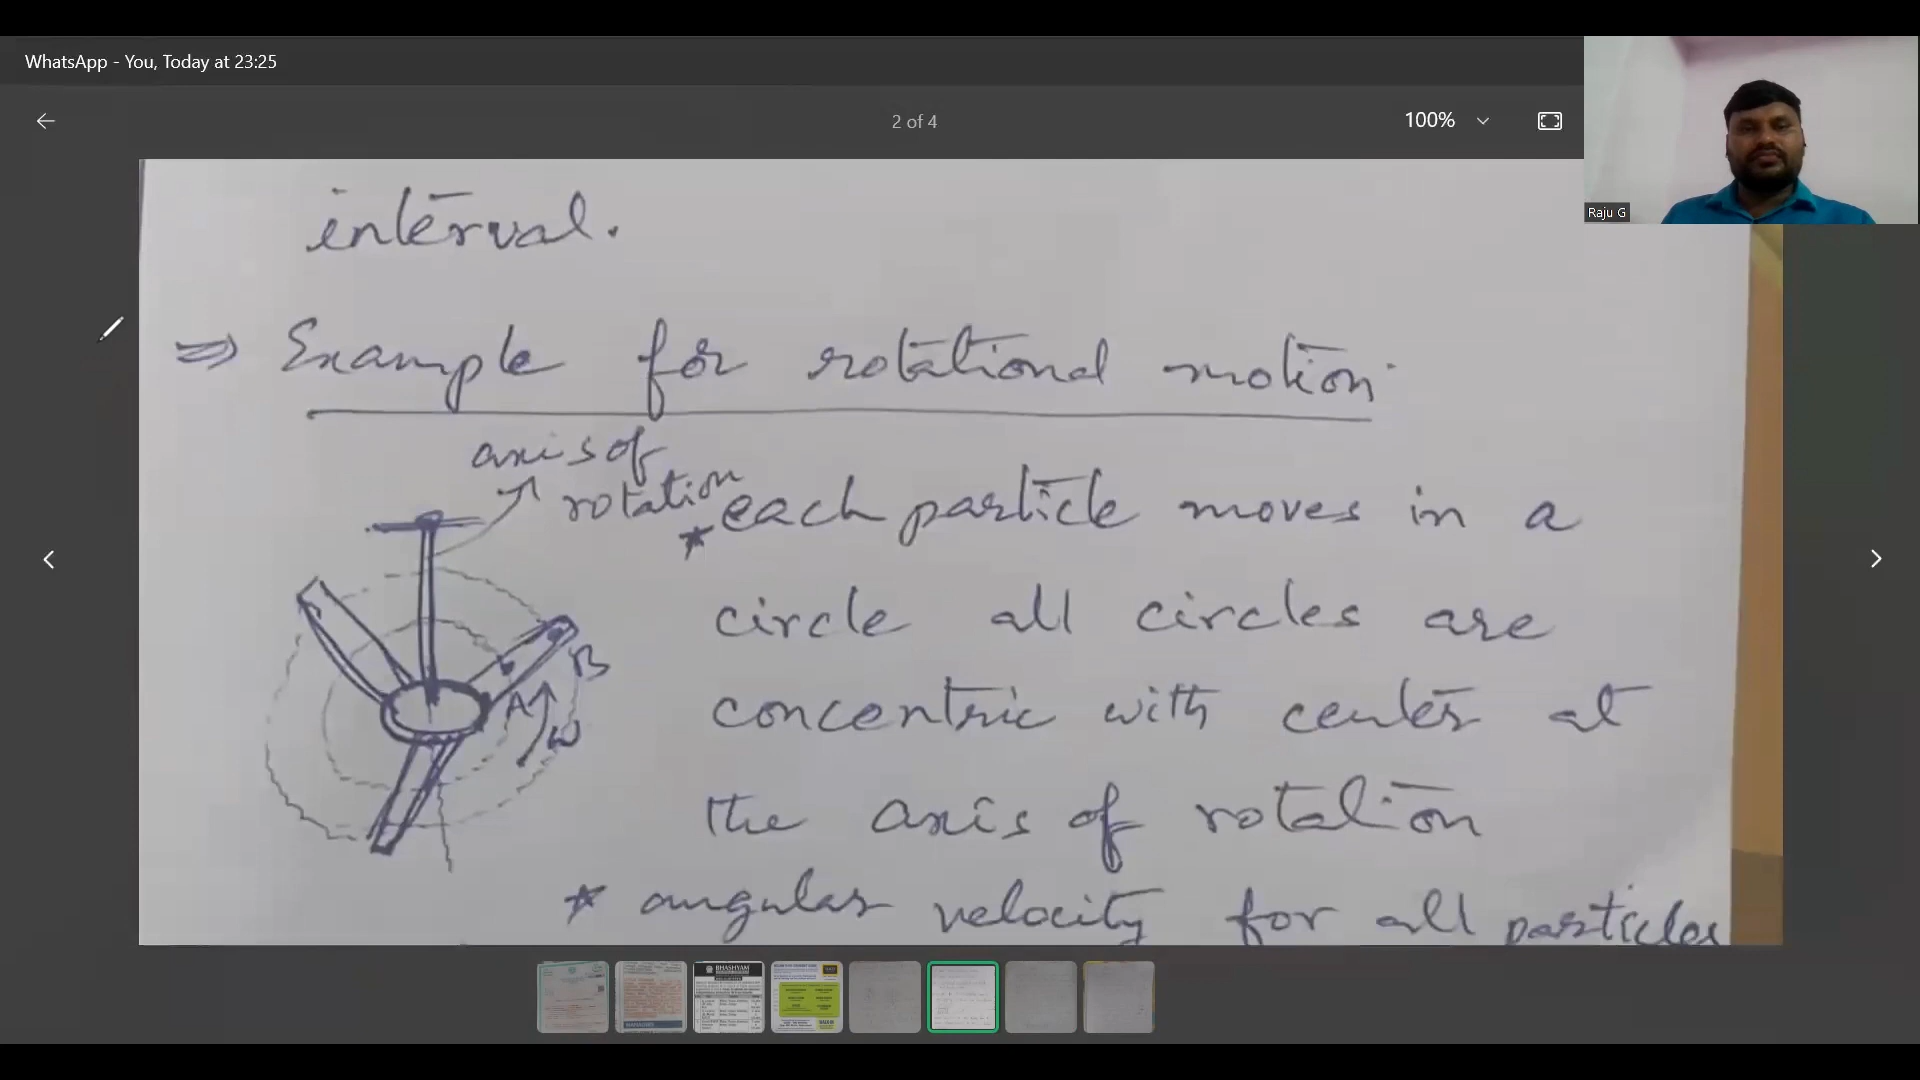 WhatsApp - You, Today at 23:25
2 of 4
100%
Raju G
interval.
⇒ Example for rotational motion.
axis of
rotation
* each particle moves in a
circle all circles are
concentric with center at
the axis of rotation
* angular velocity for all particles
A
B
ω
BHASHYAM